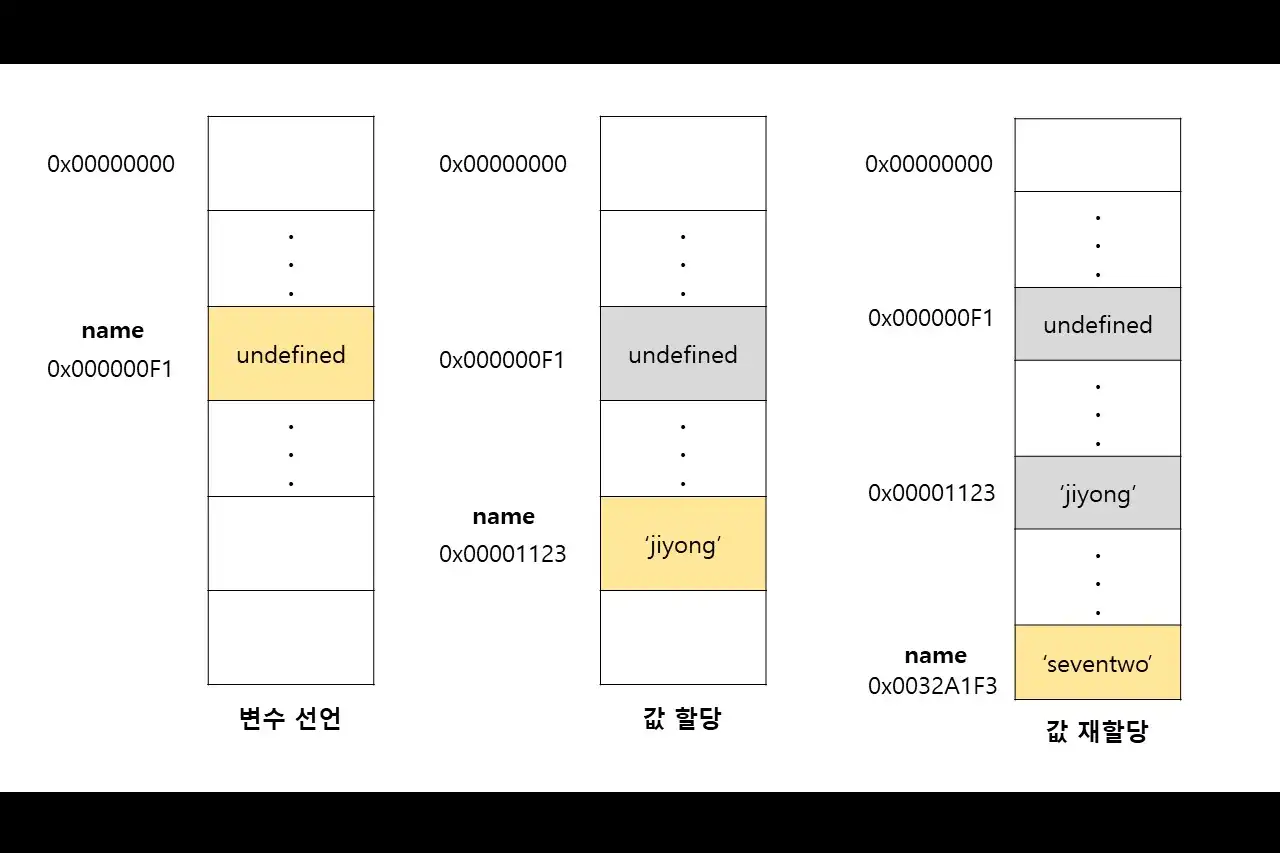 0x00000000
name
0x000000F1
undefined
변수 선언
0x00000000
0x000000F1
undefined
name
0x00001123
‘jiyong’
값 할당
0x00000000
0x000000F1
undefined
0x00001123
‘jiyong’
name
0x0032A1F3
‘seventwo’
값 재할당